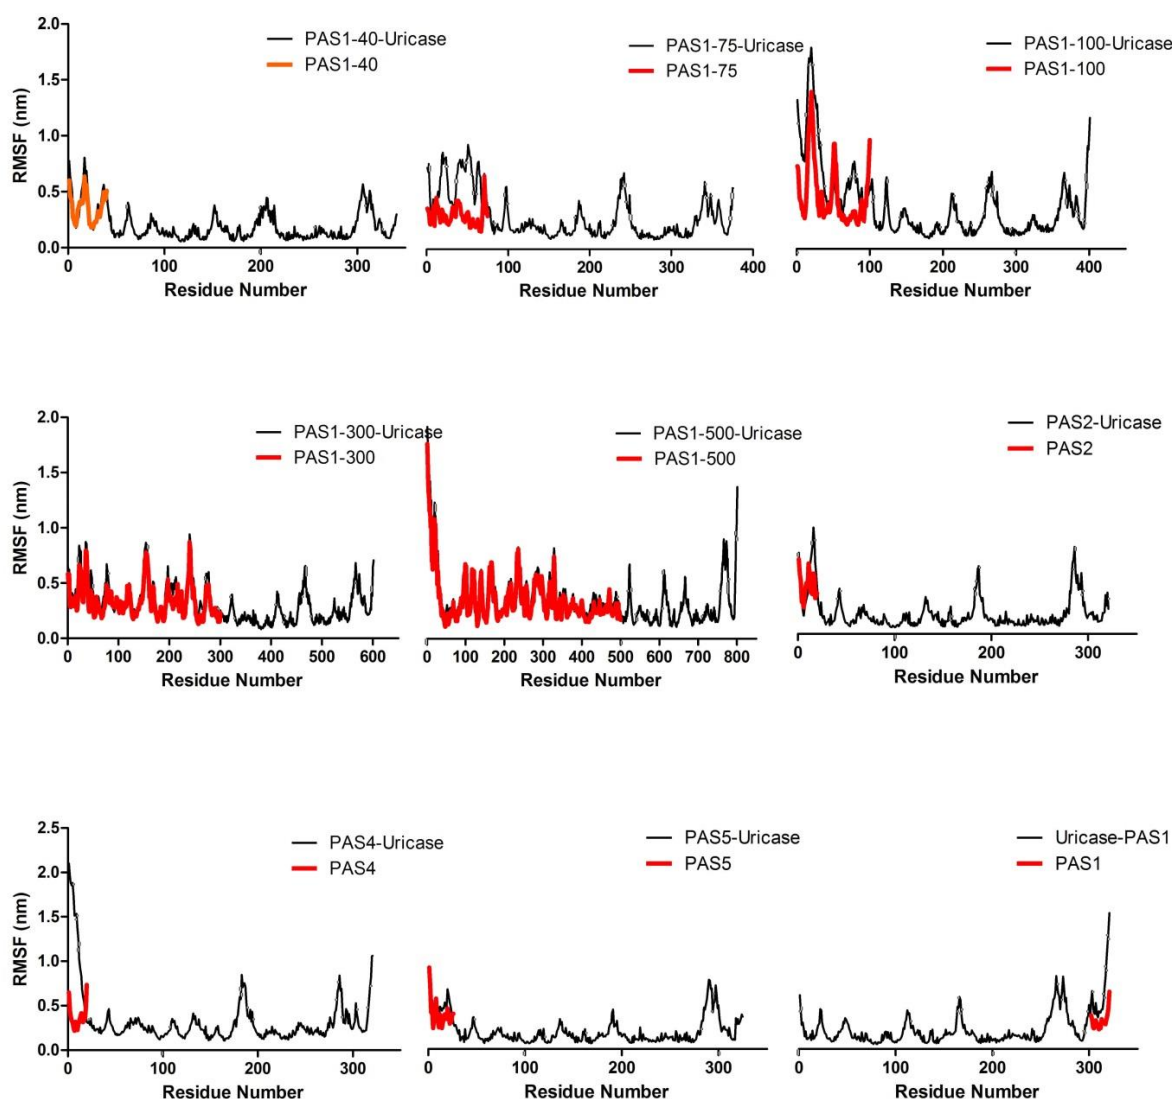 2.0
1.5
1.0
0.5
0.0
RMSF (nm)
PAS1-40-Uricase
PAS1-40
0 100 200 300
Residue Number
PAS1-75-Uricase
PAS1-75
0 100 200 300 400
Residue Number
PAS1-100-Uricase
PAS1-100
0 100 200 300 400
Residue Number
2.0
1.5
1.0
0.5
0.0
RMSF (nm)
PAS1-300-Uricase
PAS1-300
0 100 200 300 400 500 600
Residue Number
PAS1-500-Uricase
PAS1-500
0 100 200 300 400 500 600 700 800
Residue Number
PAS2-Uricase
PAS2
0 100 200 300
Residue Number
2.5
2.0
1.5
1.0
0.5
0.0
RMSF (nm)
PAS4-Uricase
PAS4
0 100 200 300
Residue Number
PAS5-Uricase
PAS5
0 100 200 300
Residue Number
Uricase-PAS1
PAS1
0 100 200 300
Residue Number